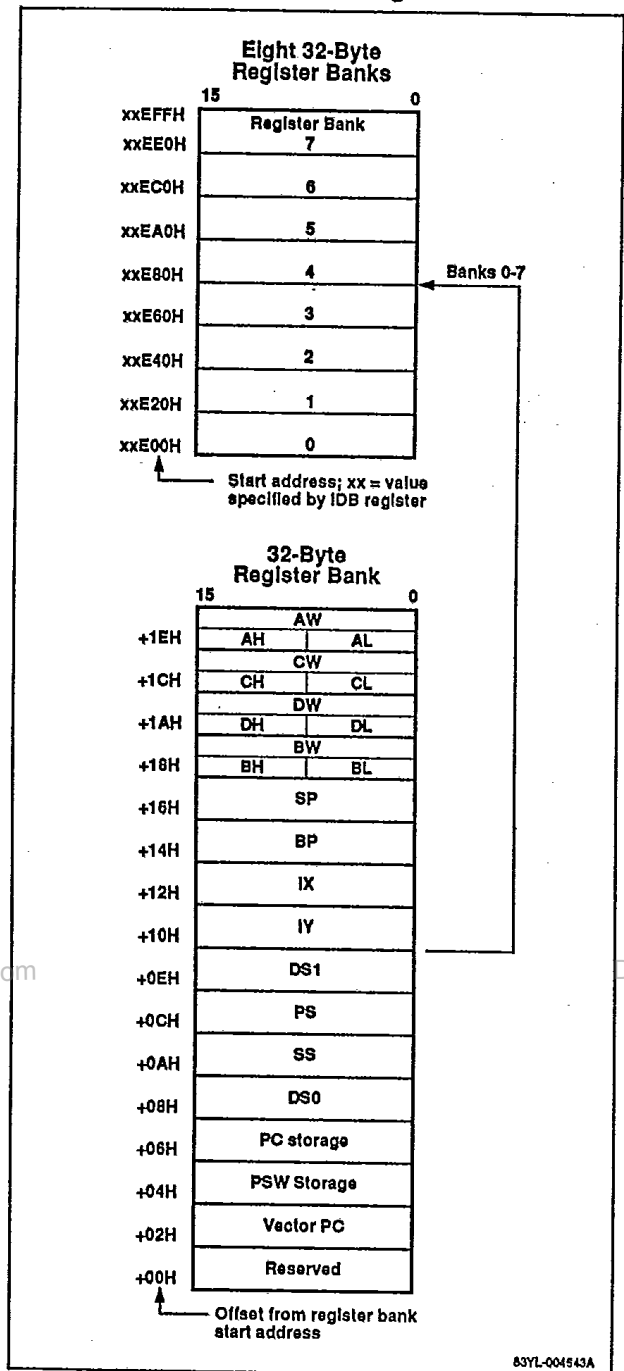 Eight 32-Byte
Register Banks
15 0
xxEFFH
Register Bank
xxEE0H 7
xxEC0H 6
xxEA0H 5
xxE80H 4 Banks 0-7
xxE60H 3
xxE40H 2
xxE20H 1
xxE00H 0
Start address; xx = value
specified by IDB register
32-Byte
Register Bank
15 0
AW
+1EH AH AL
CW
+1CH CH CL
DW
+1AH DH DL
BW
+18H BH BL
+16H SP
+14H BP
+12H IX
+10H IY
+0EH DS1
+0CH PS
+0AH SS
+08H DS0
+06H PC storage
+04H PSW Storage
+02H Vector PC
+00H Reserved
Offset from register bank
start address
83YL-004543A